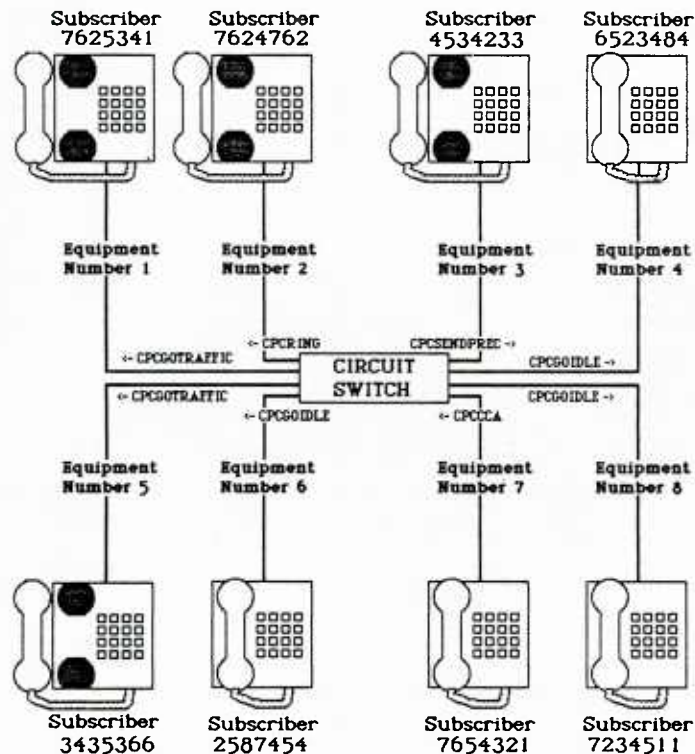 Subscriber
7625341
Subscriber
7624762
Subscriber
4534233
Subscriber
6523484
Equipment
Number 1
Equipment
Number 2
Equipment
Number 3
Equipment
Number 4
<- CPCGOTRAFFIC
<- CPCRING
CPCSENDPREC ->
CPCGOIDLE ->
CIRCUIT
SWITCH
<- CPCGOTRAFFIC
<- CPCGOIDLE
<- CPCCCA
CPCGOIDLE ->
Equipment
Number 5
Equipment
Number 6
Equipment
Number 7
Equipment
Number 8
Subscriber
3435366
Subscriber
2587454
Subscriber
7654321
Subscriber
7234511